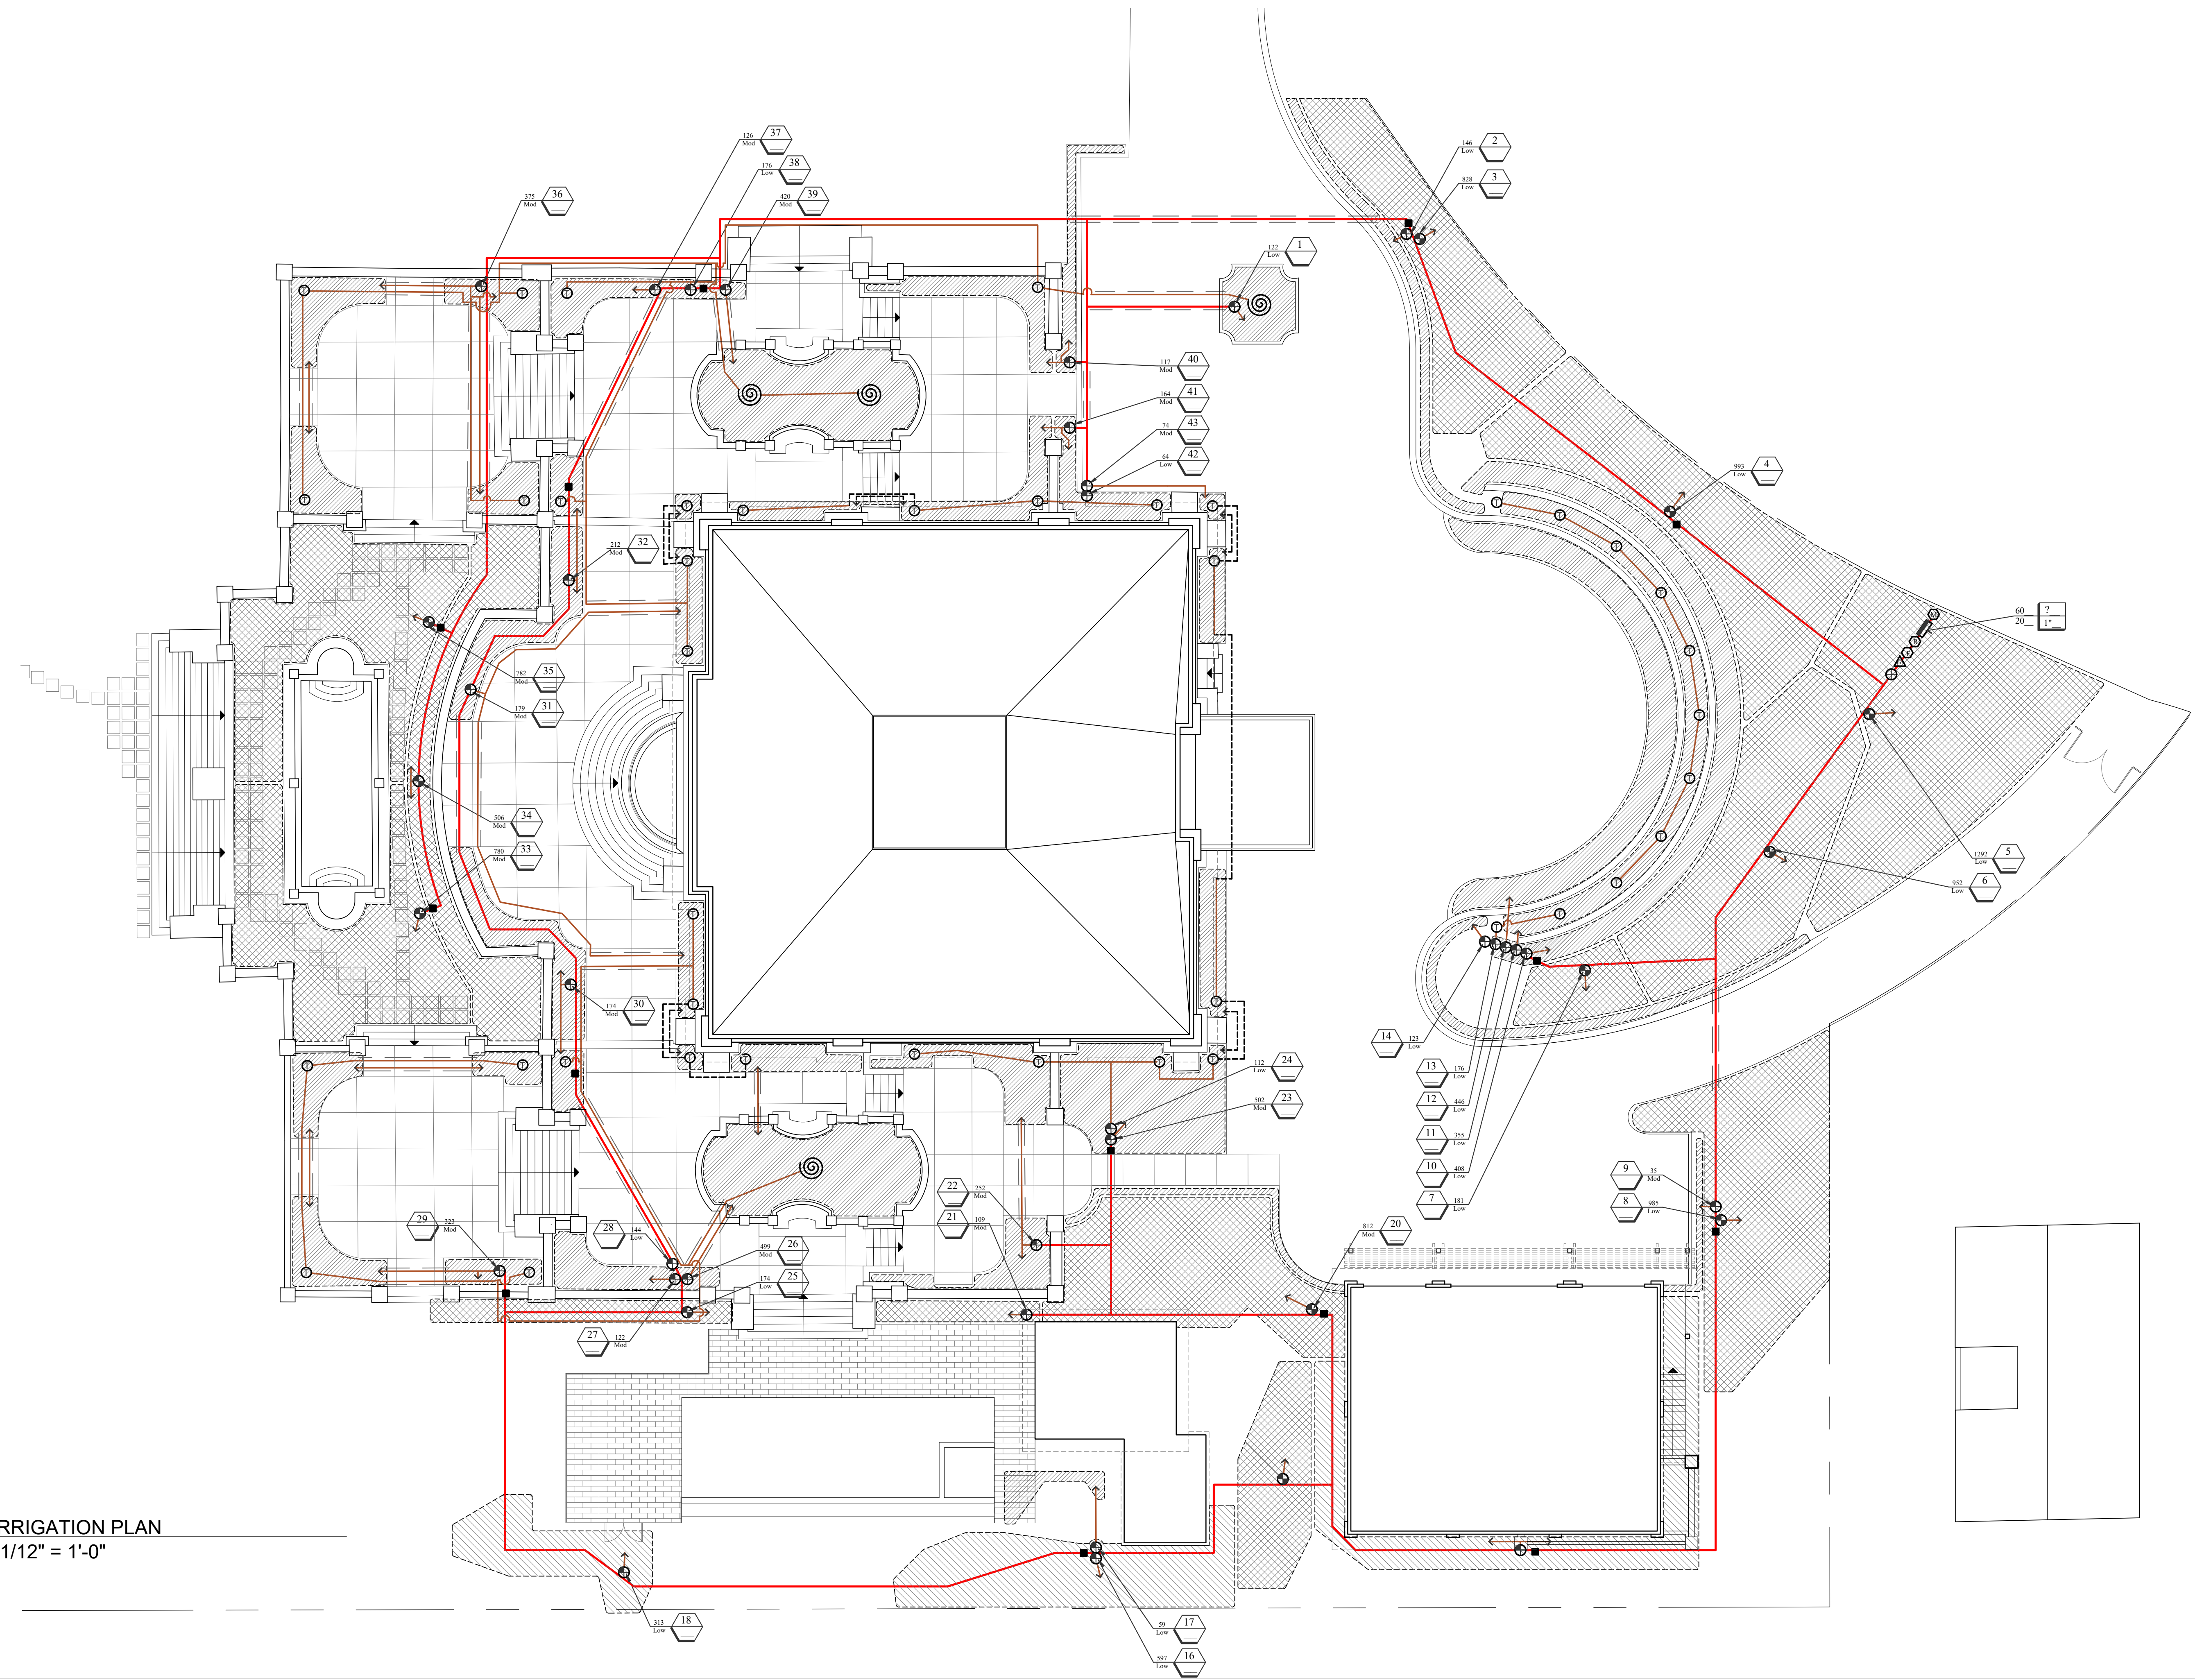 126 37
Mod
176 38
Low
420 39
Mod
375 36
Mod
146 2
Low
828 3
Low
122 1
Low
117 40
Mod
164 41
Mod
74 43
Mod
64 42
Low
993 4
Low
212 32
Mod
60 ?
20__ 1"
M
R
F
782 35
Mod
179 31
Mod
506 34
Mod
780 33
Mod
1292 5
Low
952 6
Low
174 30
Mod
14 123
Low
13 176
Low
12 446
Low
11 355
Low
10 408
Low
7 181
Low
112 24
Low
502 23
Mod
9 35
Mod
8 985
Low
22 252
Mod
21 109
Mod
812 20
Mod
29 323
Mod
28 144
Low
499 26
Mod
174 25
Low
27 122
Mod
RRIGATION PLAN
1/12" = 1'-0"
313 18
Low
59 17
Low
597 16
Low